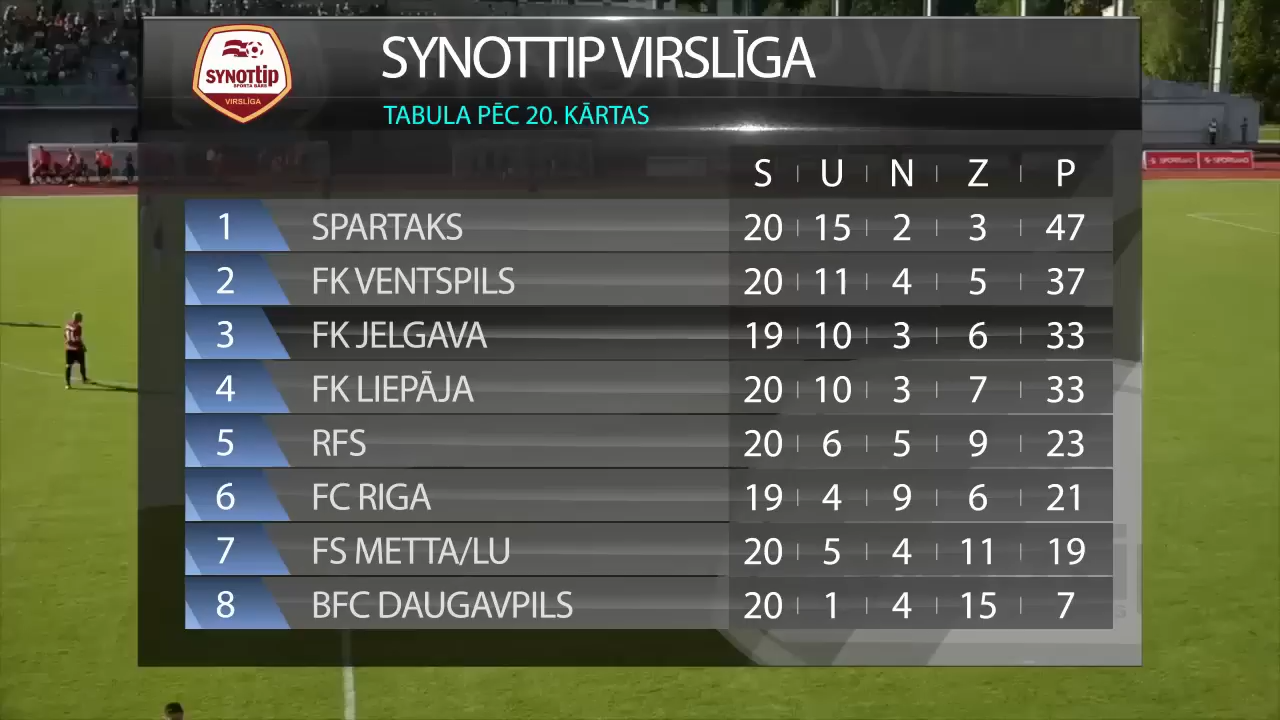 SYNOTTIP VIRSLĪGA
SYNOTtip
SPORTA BĀRS
VIRSLĪGA
TABULA PĒC 20. KĀRTAS
S U N Z P
1 SPARTAKS 20 15 2 3 47
2 FK VENTSPILS 20 11 4 5 37
3 FK JELGAVA 19 10 3 6 33
4 FK LIEPĀJA 20 10 3 7 33
5 RFS 20 6 5 9 23
6 FC RIGA 19 4 9 6 21
7 FS METTA/LU 20 5 4 11 19
8 BFC DAUGAVPILS 20 1 4 15 7